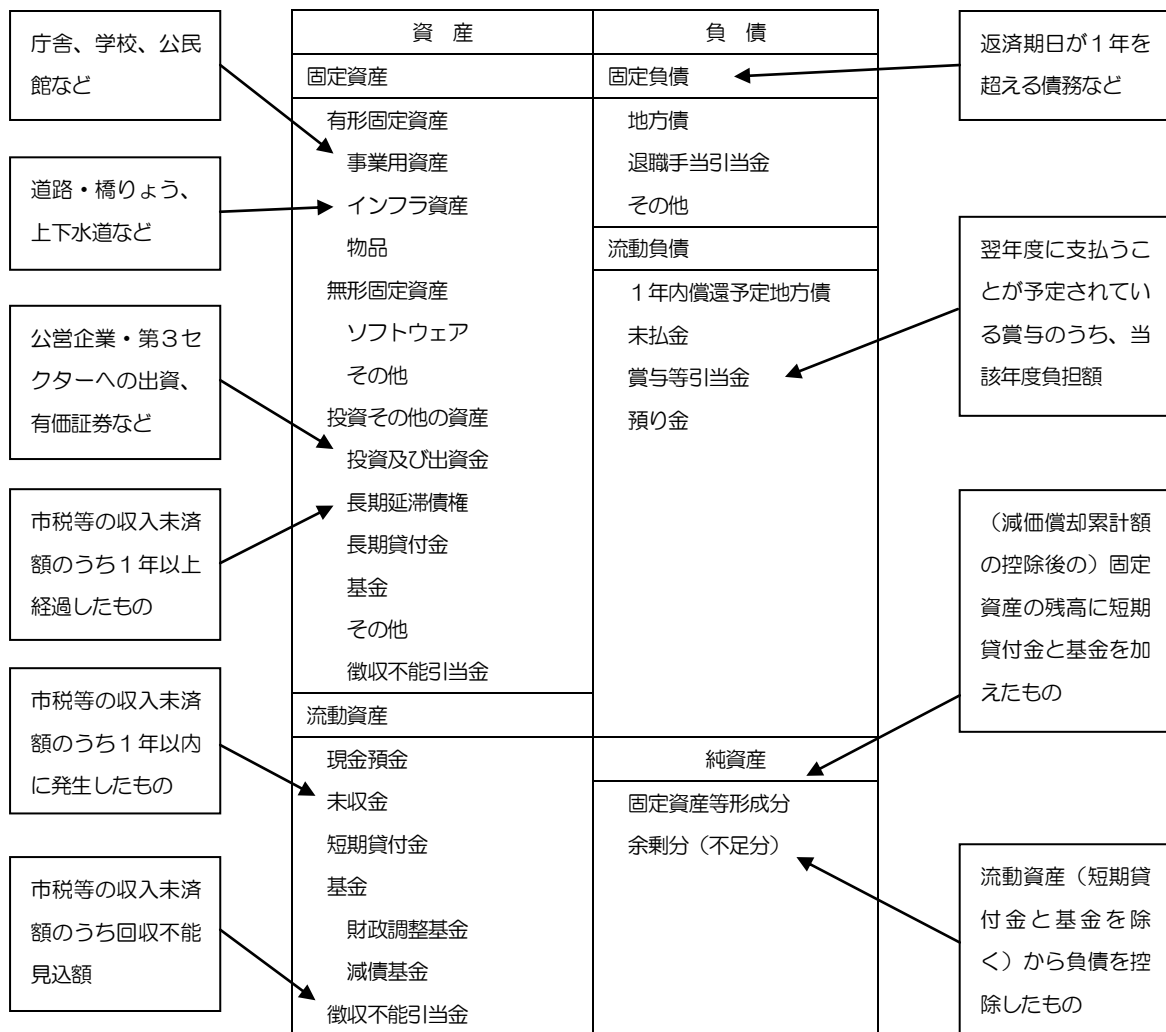 庁舎、学校、公民
館など
道路・橋りょう、
上下水道など
公営企業・第３セ
クターへの出資、
有価証券など
市税等の収入未済
額のうち１年以上
経過したもの
市税等の収入未済
額のうち１年以内
に発生したもの
市税等の収入未済
額のうち回収不能
見込額
資　産
固定資産
有形固定資産
事業用資産
インフラ資産
物品
無形固定資産
ソフトウェア
その他
投資その他の資産
投資及び出資金
長期延滞債権
長期貸付金
基金
その他
徴収不能引当金
流動資産
現金預金
未収金
短期貸付金
基金
財政調整基金
減債基金
徴収不能引当金
負　債
固定負債
地方債
退職手当引当金
その他
流動負債
１年内償還予定地方債
未払金
賞与等引当金
預り金
純資産
固定資産等形成分
余剰分（不足分）
返済期日が１年を
超える債務など
翌年度に支払うこ
とが予定されてい
る賞与のうち、当
該年度負担額
（減価償却累計額
の控除後の）固定
資産の残高に短期
貸付金と基金を加
えたもの
流動資産（短期貸
付金と基金を除
く）から負債を控
除したもの